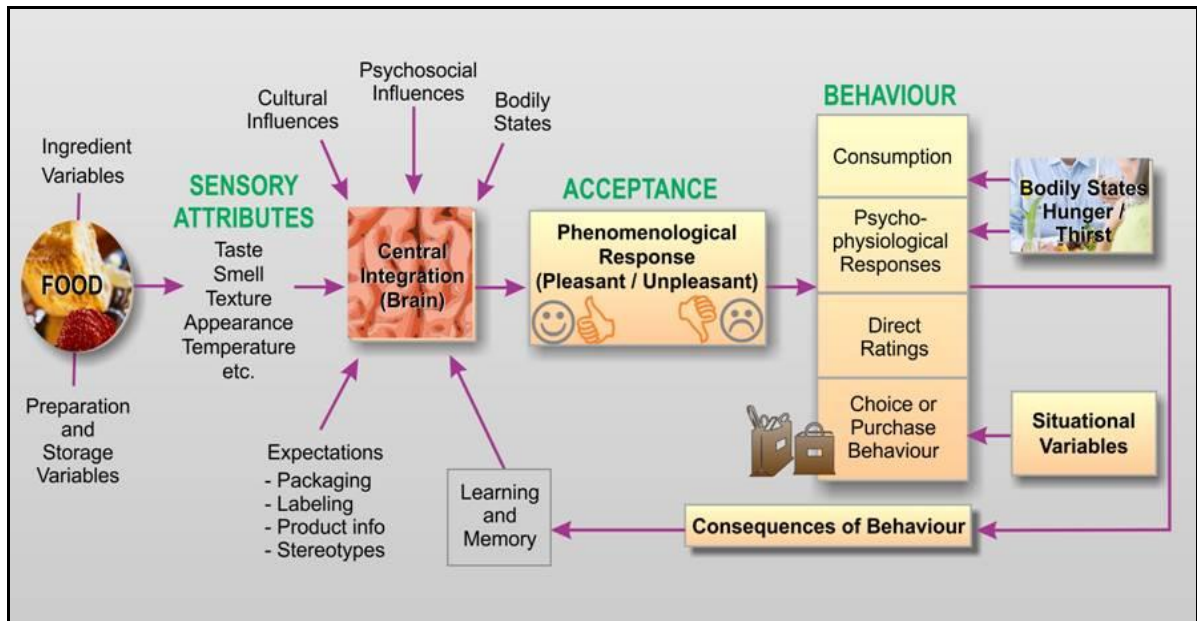 Ingredient
Variables
FOOD
Preparation
and
Storage
Variables
SENSORY
ATTRIBUTES
Taste
Smell
Texture
Appearance
Temperature
etc.
Cultural
Influences
Psychosocial
Influences
Bodily
States
Central
Integration
(Brain)
Expectations
- Packaging
- Labeling
- Product info
- Stereotypes
Learning
and
Memory
ACCEPTANCE
Phenomenological
Response
(Pleasant / Unpleasant)
BEHAVIOUR
Consumption
Psycho-
physiological
Responses
Direct
Ratings
Choice or
Purchase
Behaviour
Bodily States
Hunger /
Thirst
Situational
Variables
Consequences of Behaviour